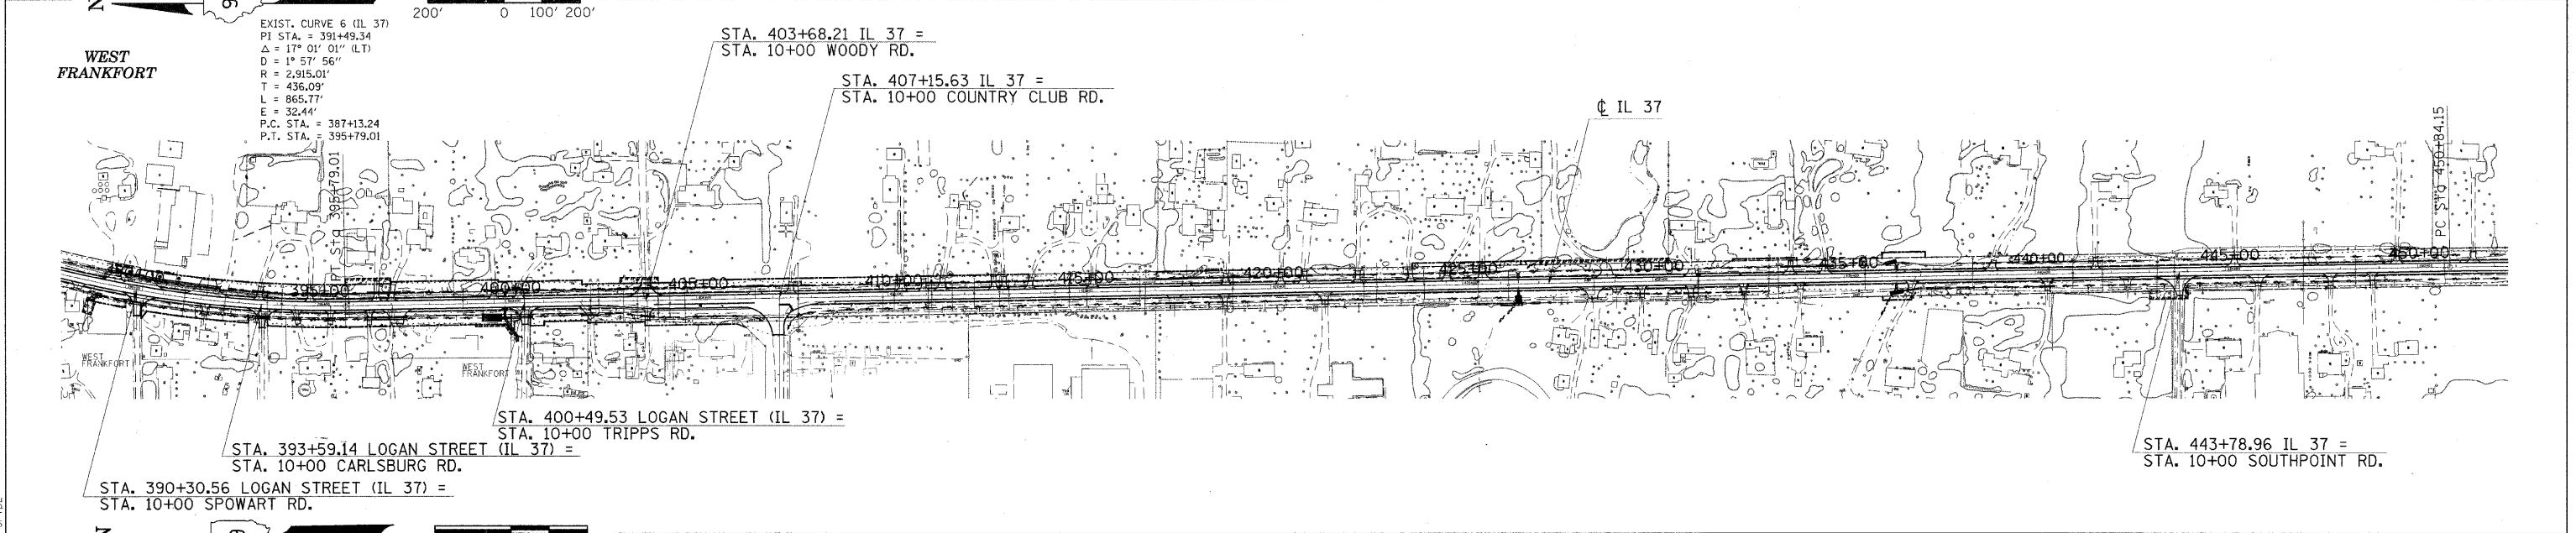 200' 0 100' 200'
EXIST. CURVE 6 (IL 37)
PI STA. = 391+49.34
Δ = 17° 01' 01" (LT)
D = 1° 57' 56"
R = 2,915.01'
T = 436.09'
L = 865.77'
E = 32.44'
P.C. STA. = 387+13.24
P.T. STA. = 395+79.01
WEST
FRANKFORT
STA. 403+68.21 IL 37 =
STA. 10+00 WOODY RD.
STA. 407+15.63 IL 37 =
STA. 10+00 COUNTRY CLUB RD.
℄ IL 37
PT Sta 395+79.01
PC Sta 450+84.15
395+00
400+00
405+00
410+00
415+00
420+00
425+00
430+00
435+00
440+00
445+00
450+00
WEST
FRANKFORT
WEST
FRANKFORT
STA. 400+49.53 LOGAN STREET (IL 37) =
STA. 10+00 TRIPPS RD.
STA. 393+59.14 LOGAN STREET (IL 37) =
STA. 10+00 CARLSBURG RD.
STA. 443+78.96 IL 37 =
STA. 10+00 SOUTHPOINT RD.
STA. 390+30.56 LOGAN STREET (IL 37) =
STA. 10+00 SPOWART RD.